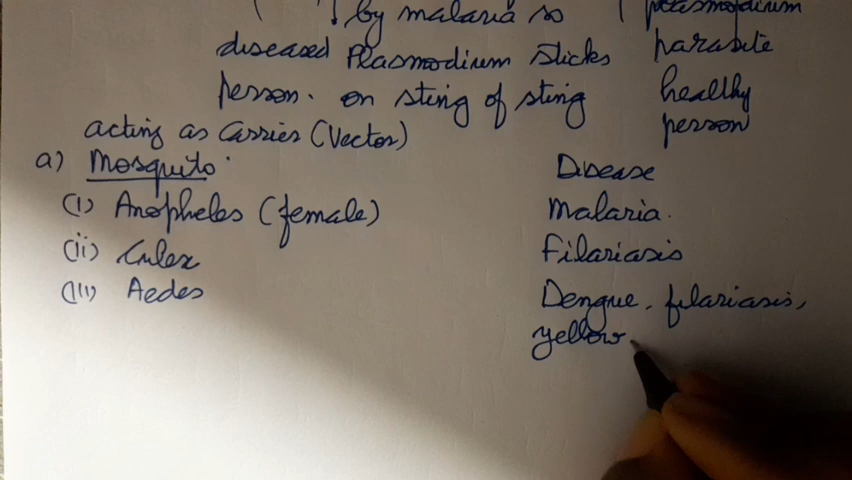 ( ↓ by malaria so ( plasmodium
diseased Plasmodium sticks parasite
person. on sting of sting healthy
acting as carrier (Vector) person
a) Mosquito Disease
(i) Anopheles (female) Malaria.
(ii) Culex Filariasis
(iii) Aedes Dengue, filariasis,
yellow